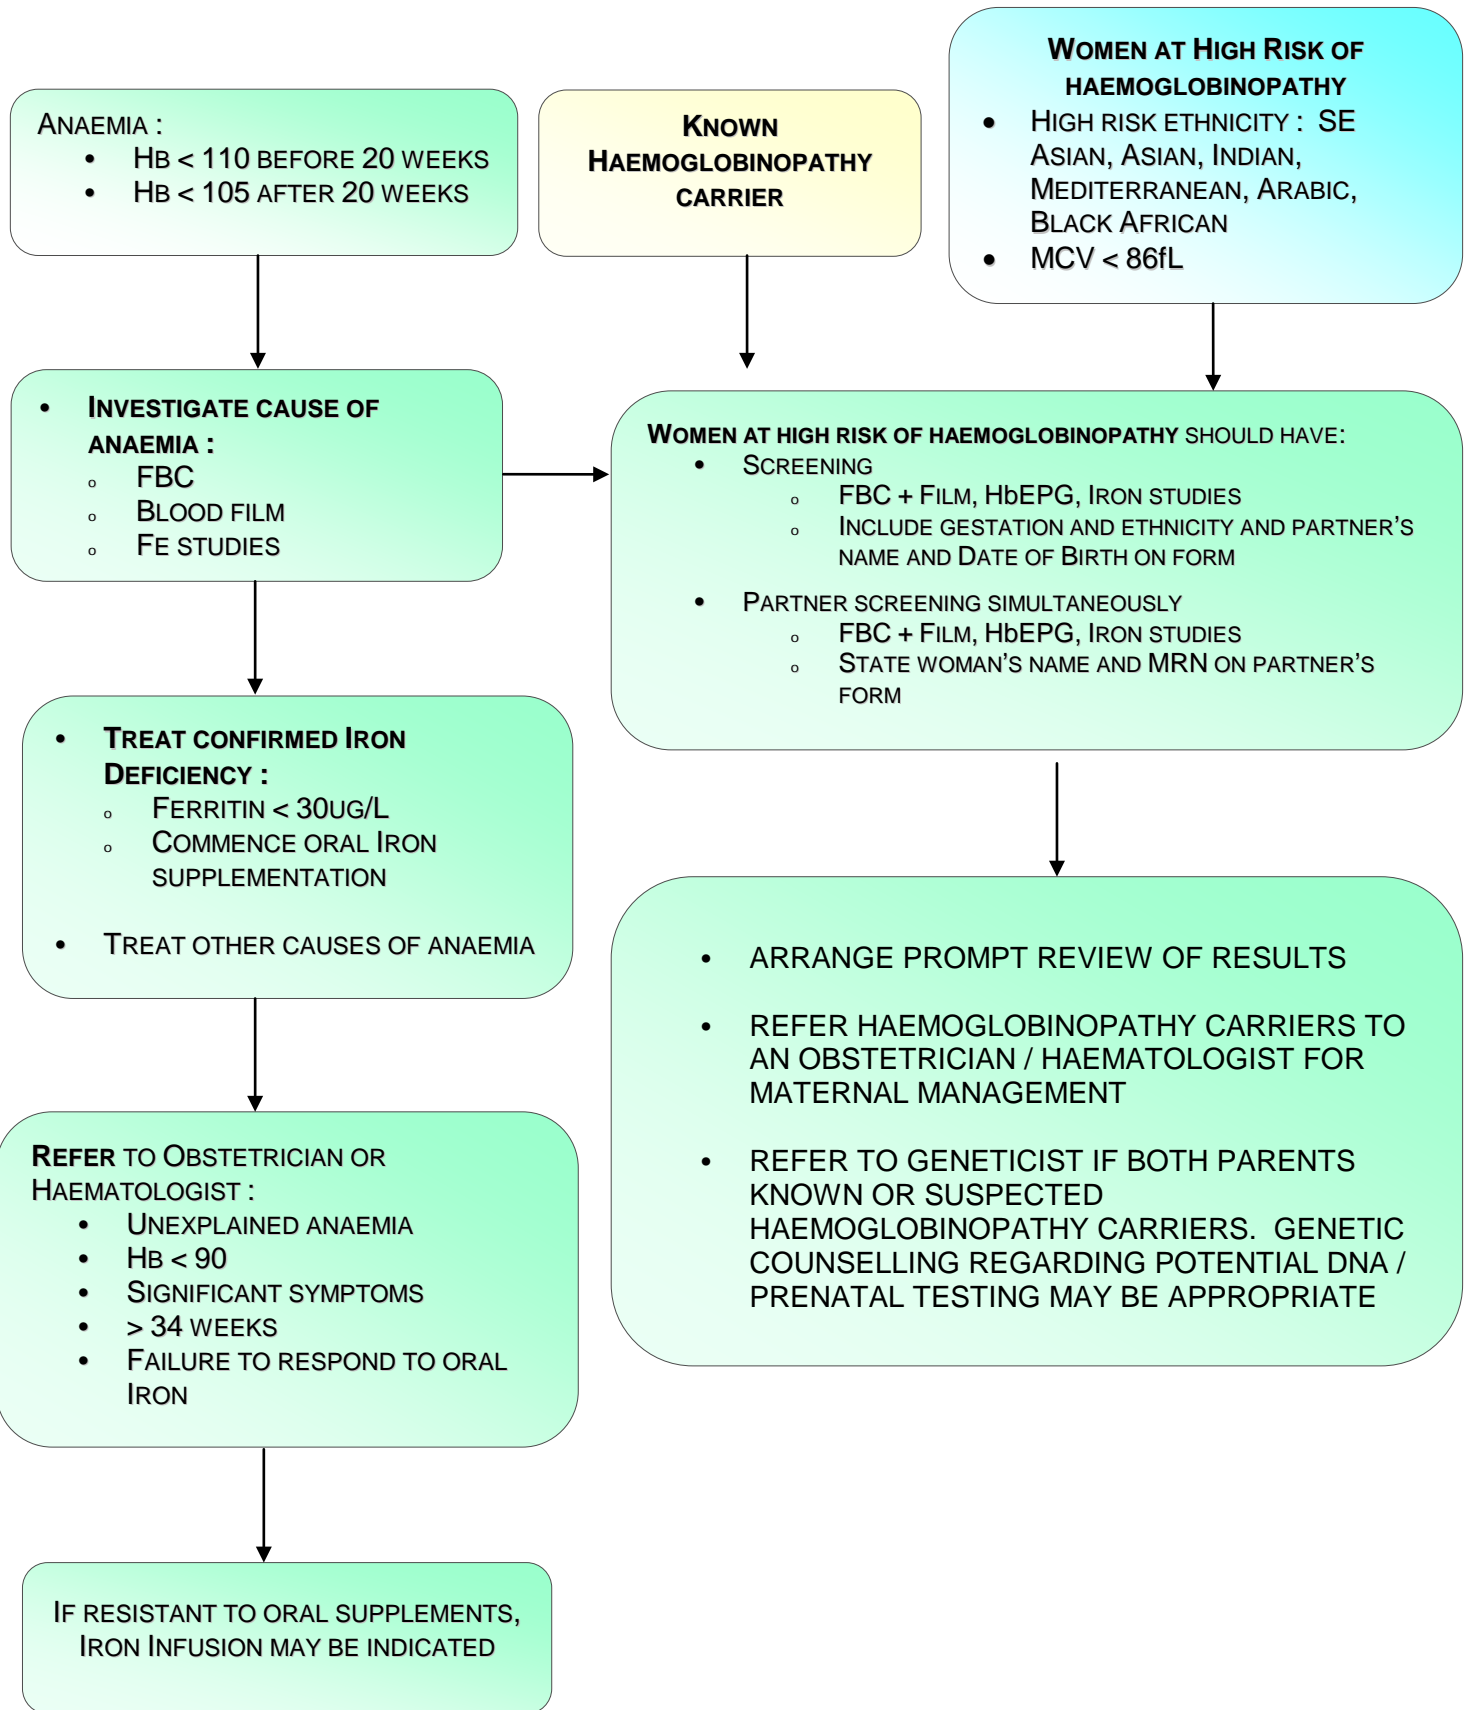 ANAEMIA :
• HB < 110 BEFORE 20 WEEKS
• HB < 105 AFTER 20 WEEKS
KNOWN
HAEMOGLOBINOPATHY
CARRIER
WOMEN AT HIGH RISK OF
HAEMOGLOBINOPATHY
• HIGH RISK ETHNICITY : SE
ASIAN, ASIAN, INDIAN,
MEDITERRANEAN, ARABIC,
BLACK AFRICAN
• MCV < 86fL
• INVESTIGATE CAUSE OF
ANAEMIA :
o FBC
o BLOOD FILM
o FE STUDIES
WOMEN AT HIGH RISK OF HAEMOGLOBINOPATHY SHOULD HAVE:
• SCREENING
o FBC + FILM, HbEPG, IRON STUDIES
o INCLUDE GESTATION AND ETHNICITY AND PARTNER'S
NAME AND DATE OF BIRTH ON FORM
• PARTNER SCREENING SIMULTANEOUSLY
o FBC + FILM, HbEPG, IRON STUDIES
o STATE WOMAN'S NAME AND MRN ON PARTNER'S
FORM
• TREAT CONFIRMED IRON
DEFICIENCY :
o FERRITIN < 30UG/L
o COMMENCE ORAL IRON
SUPPLEMENTATION
• TREAT OTHER CAUSES OF ANAEMIA
• ARRANGE PROMPT REVIEW OF RESULTS
• REFER HAEMOGLOBINOPATHY CARRIERS TO
AN OBSTETRICIAN / HAEMATOLOGIST FOR
MATERNAL MANAGEMENT
• REFER TO GENETICIST IF BOTH PARENTS
KNOWN OR SUSPECTED
HAEMOGLOBINOPATHY CARRIERS. GENETIC
COUNSELLING REGARDING POTENTIAL DNA /
PRENATAL TESTING MAY BE APPROPRIATE
REFER TO OBSTETRICIAN OR
HAEMATOLOGIST :
• UNEXPLAINED ANAEMIA
• HB < 90
• SIGNIFICANT SYMPTOMS
• > 34 WEEKS
• FAILURE TO RESPOND TO ORAL
IRON
IF RESISTANT TO ORAL SUPPLEMENTS,
IRON INFUSION MAY BE INDICATED